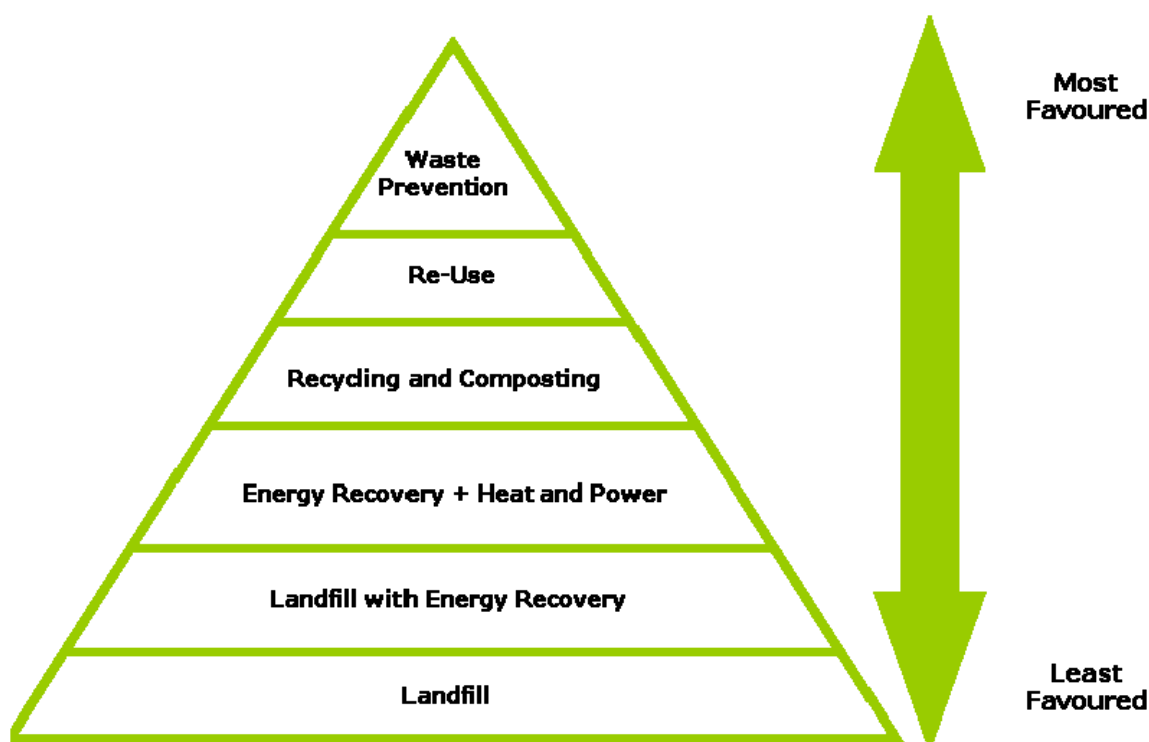 Most
Favoured
Waste
Prevention
Re-Use
Recycling and Composting
Energy Recovery + Heat and Power
Landfill with Energy Recovery
Landfill
Least
Favoured